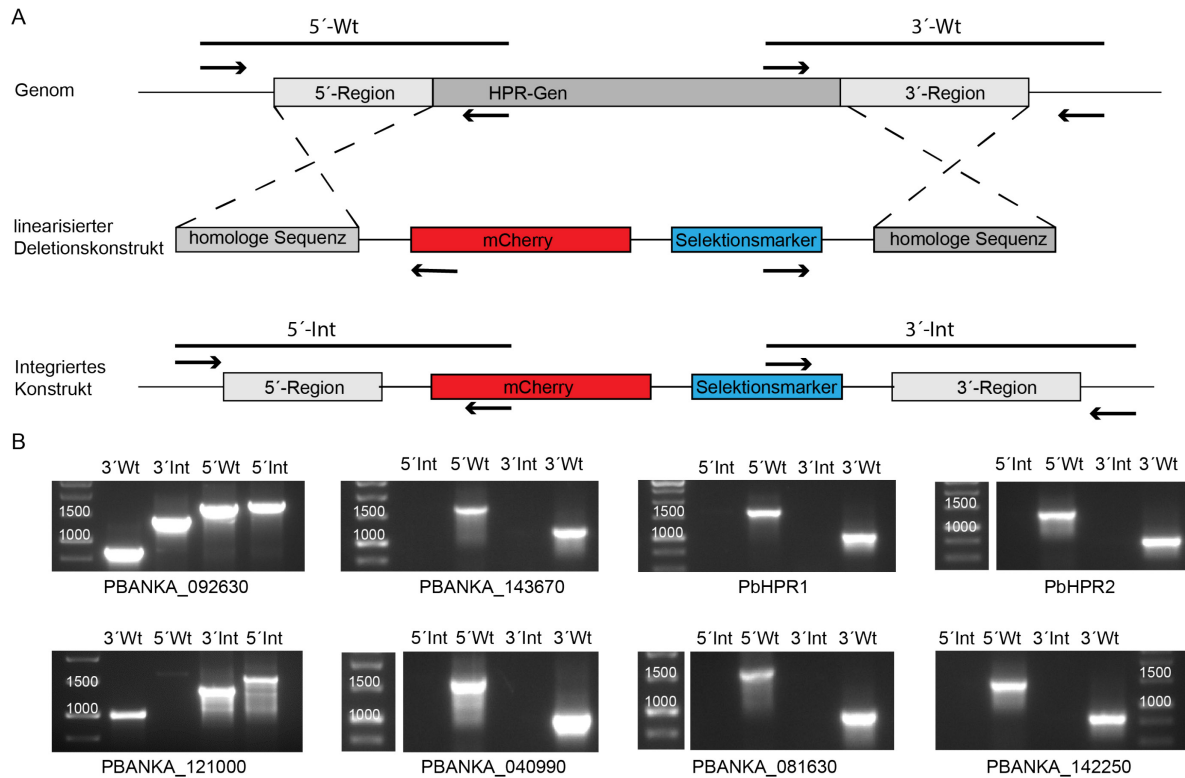 A
5´-Wt 3´-Wt
Genom 5´-Region HPR-Gen 3´-Region
linearisierter
Deletionskonstrukt
homologe Sequenz mCherry Selektionsmarker homologe Sequenz
5´-Int 3´-Int
Integriertes
Konstrukt
5´-Region mCherry Selektionsmarker 3´-Region
B
3´Wt 3´Int 5´Wt 5´Int
1500
1000
PBANKA_092630
5´Int 5´Wt 3´Int 3´Wt
1500
1000
PBANKA_143670
5´Int 5´Wt 3´Int 3´Wt
1500
1000
PbHPR1
5´Int 5´Wt 3´Int 3´Wt
1500
1000
PbHPR2
3´Wt 5´Wt 3´Int 5´Int
1500
1000
PBANKA_121000
5´Int 5´Wt 3´Int 3´Wt
1500
1000
PBANKA_040990
5´Int 5´Wt 3´Int 3´Wt
1500
1000
PBANKA_081630
5´Int 5´Wt 3´Int 3´Wt
1500
1000
PBANKA_142250